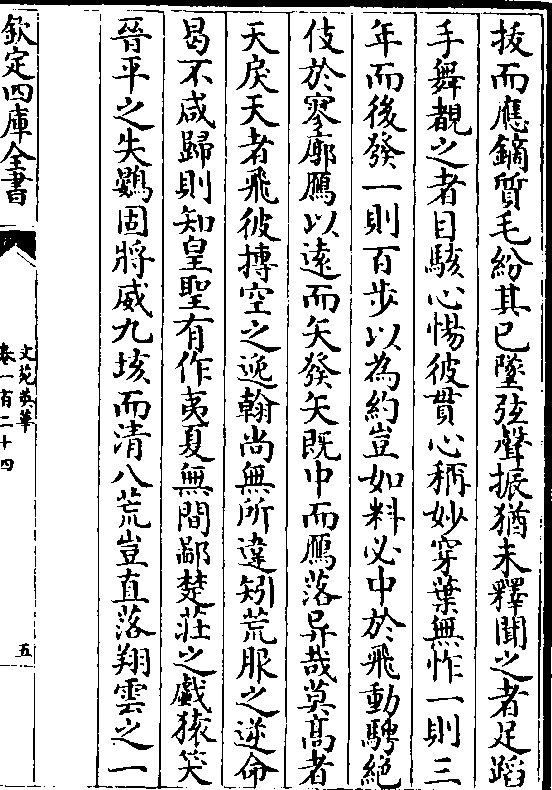 拔而應鏑質毛紛其已墜弦聲振猶未釋聞之者足蹈
手舞覩之者目駭心惕彼貫心稱妙穿葉無怍一則三
年而後發一則百步以為約豈如料必中於飛動騁絕
伎於寥廓鴈以遠而矢發矢既中而鴈落异哉莫髙者
天戾天者飛彼摶空之逸翰尚無所違矧荒服之逆命
曷不咸歸則知皇聖有作夷夏無間鄙楚莊之戲猿笑
晉平之失鷃固將威九垓而清八荒豈直落翔雲之一
欽定四庫全書
文苑英華
卷一百二十四
五